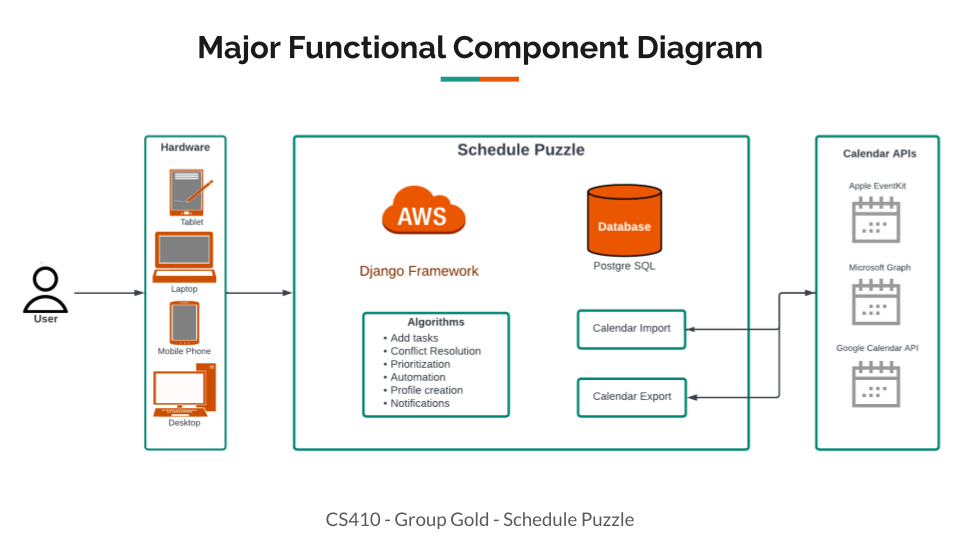 Major Functional Component Diagram
Hardware
Tablet
Laptop
Mobile Phone
Desktop
User
Schedule Puzzle
AWS
Django Framework
Database
Postgre SQL
Algorithms
• Add tasks
• Conflict Resolution
• Prioritization
• Automation
• Profile creation
• Notifications
Calendar Import
Calendar Export
Calendar APIs
Apple EventKit
Microsoft Graph
Google Calendar API
CS410 - Group Gold - Schedule Puzzle